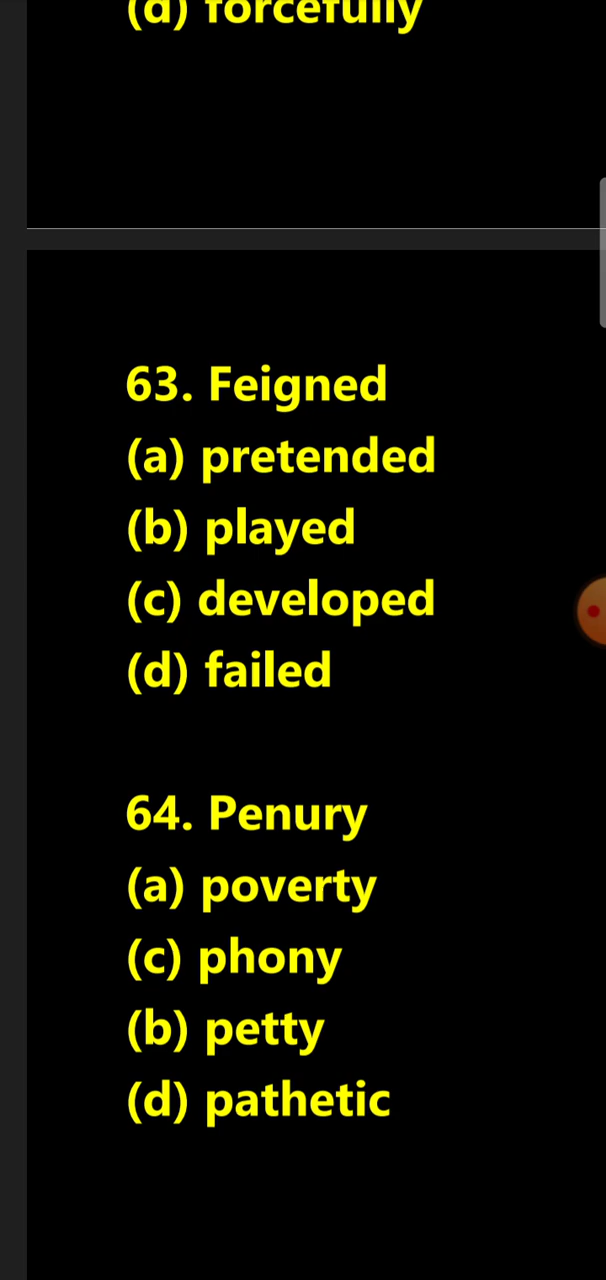 (d) forcefully
63. Feigned
(a) pretended
(b) played
(c) developed
(d) failed
64. Penury
(a) poverty
(c) phony
(b) petty
(d) pathetic